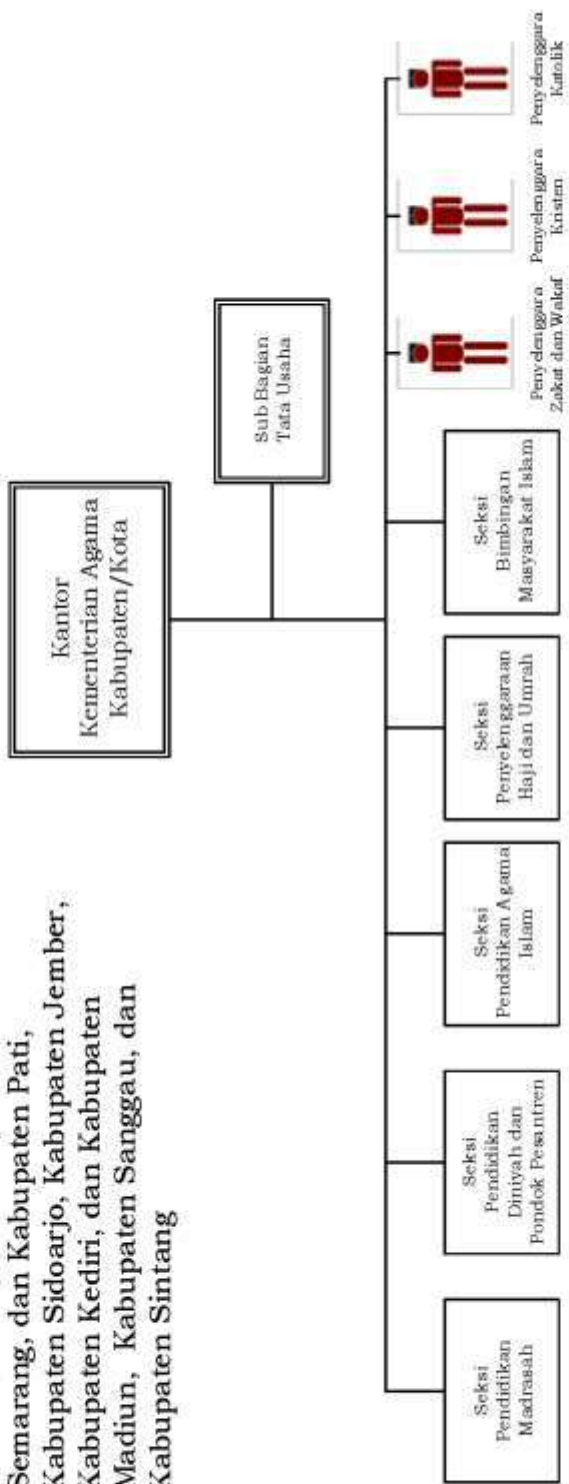 Semarang, dan Kabupaten Pati,
Kabupaten Sidoarjo, Kabupaten Jember,
Kabupaten Kediri, dan Kabupaten
Madiun, Kabupaten Sanggau, dan
Kabupaten Sintang
Kantor
Kementerian Agama
Kabupaten/Kota
Sub Bagian
Tata Usaha
Seksi
Pendidikan
Madrasah
Seksi
Pendidikan
Diniyah dan
Pondok Pesantren
Seksi
Pendidikan Agama
Islam
Seksi
Penyelenggaraan
Haji dan Umrah
Seksi
Bimbingan
Masyarakat Islam
Penyelenggara
Zakat dan Wakaf
Penyelenggara
Kristen
Penyelenggara
Katolik